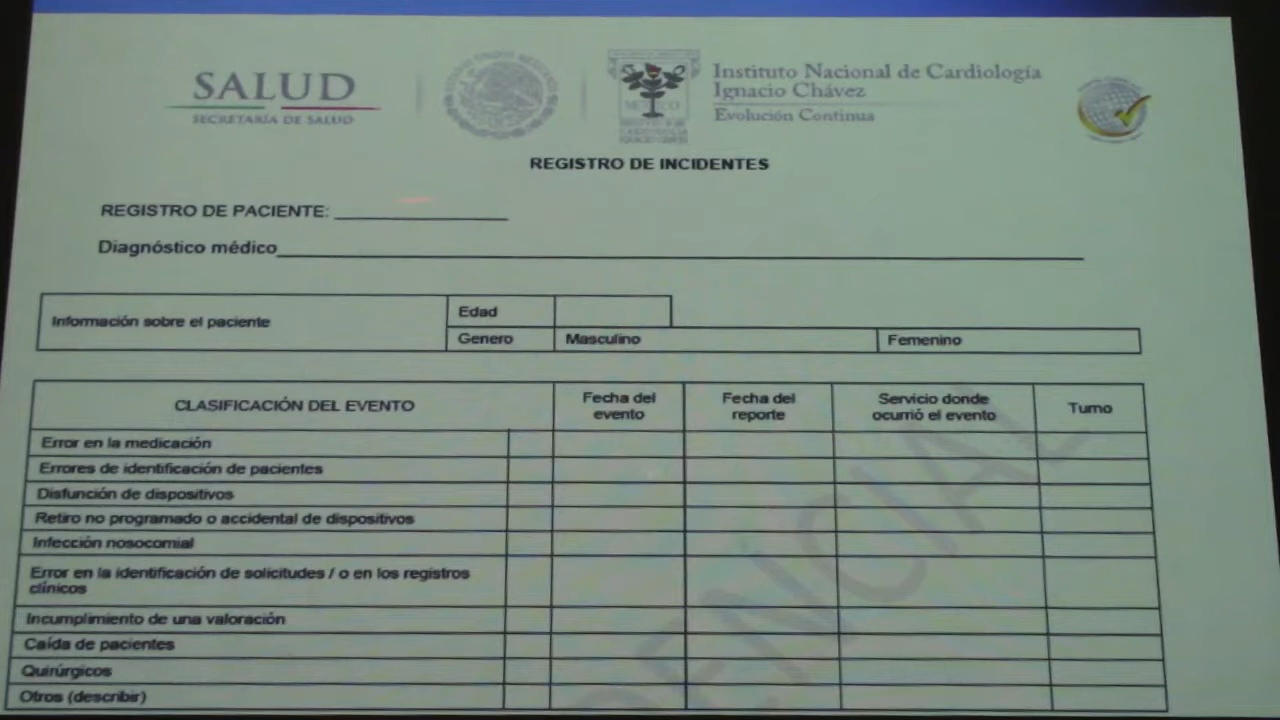 SALUD
SECRETARÍA DE SALUD
Instituto Nacional de Cardiología
Ignacio Chávez
Evolución Continua
REGISTRO DE INCIDENTES
REGISTRO DE PACIENTE:
Diagnóstico médico
Información sobre el paciente
Edad
Genero
Masculino
Femenino
CLASIFICACIÓN DEL EVENTO
Fecha del
evento
Fecha del
reporte
Servicio donde
ocurrió el evento
Turno
Error en la medicación
Errores de identificación de pacientes
Disfunción de dispositivos
Retiro no programado o accidental de dispositivos
Infección nosocomial
Error en la identificación de solicitudes / o en los registros
clínicos
Incumplimiento de una valoración
Caída de pacientes
Quirúrgicos
Otros (describir)